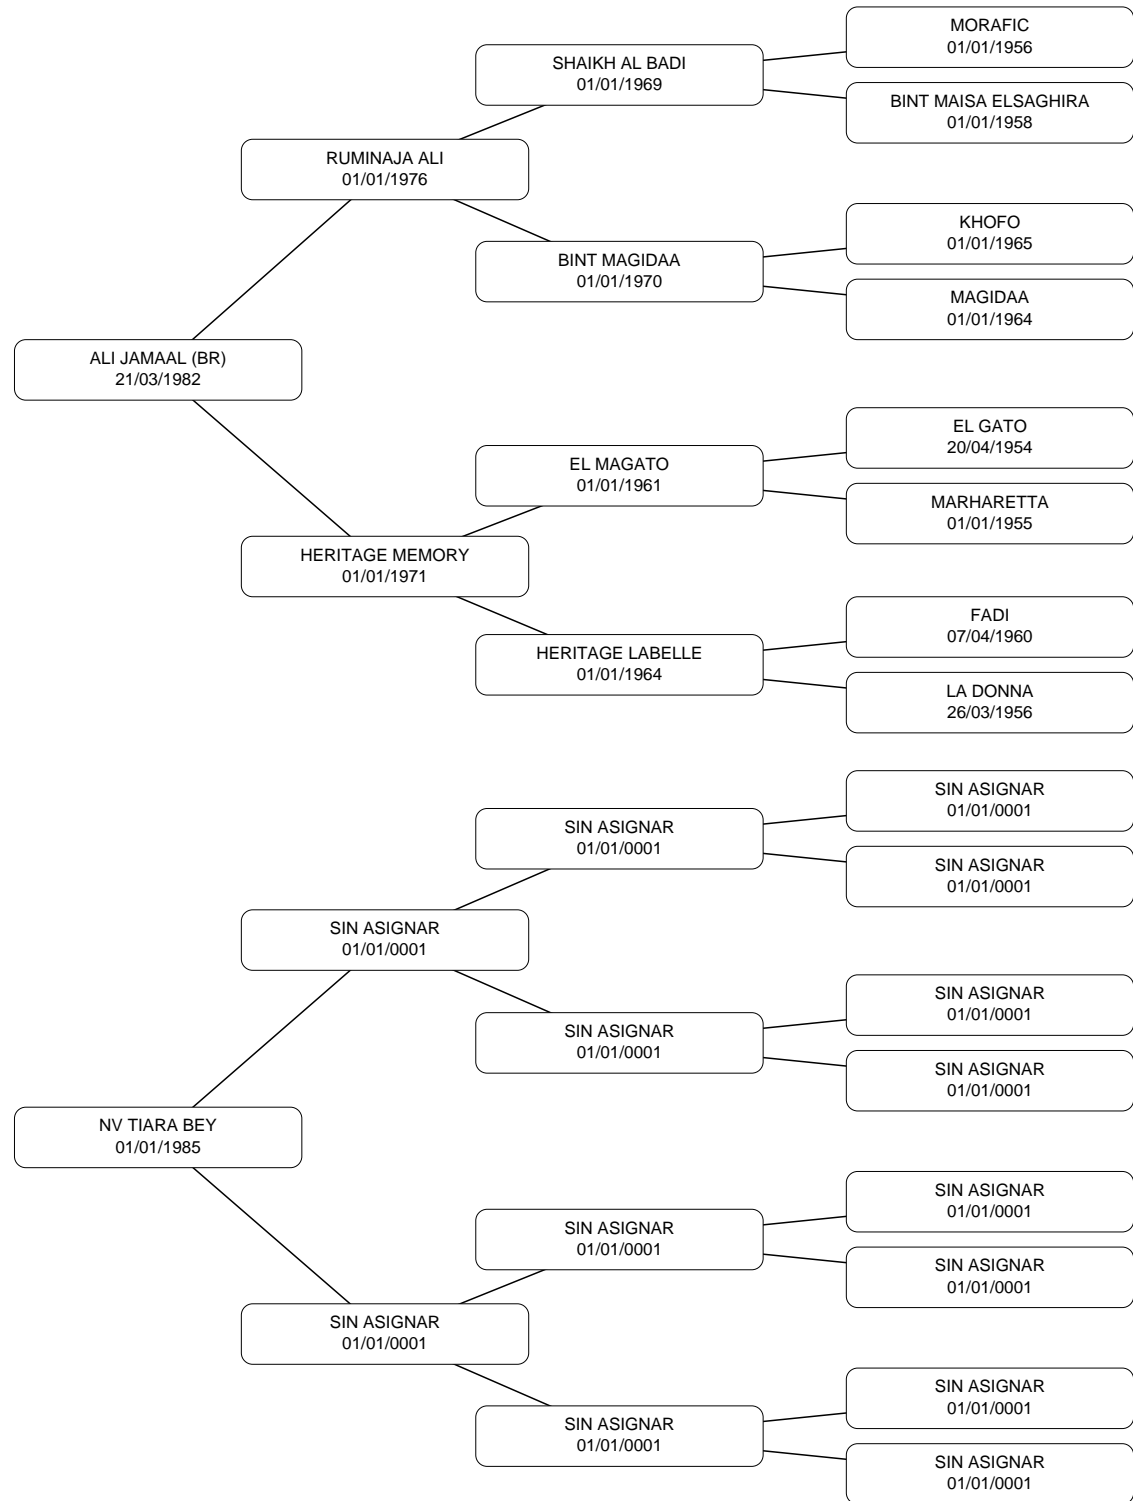 MORAFIC
01/01/1956
SHAIKH AL BADI
01/01/1969
BINT MAISA ELSAGHIRA
01/01/1958
RUMINAJA ALI
01/01/1976
KHOFO
01/01/1965
BINT MAGIDAA
01/01/1970
MAGIDAA
01/01/1964
ALI JAMAAL (BR)
21/03/1982
EL GATO
20/04/1954
EL MAGATO
01/01/1961
MARHARETTA
01/01/1955
HERITAGE MEMORY
01/01/1971
FADI
07/04/1960
HERITAGE LABELLE
01/01/1964
LA DONNA
26/03/1956
SIN ASIGNAR
01/01/0001
SIN ASIGNAR
01/01/0001
SIN ASIGNAR
01/01/0001
SIN ASIGNAR
01/01/0001
SIN ASIGNAR
01/01/0001
SIN ASIGNAR
01/01/0001
SIN ASIGNAR
01/01/0001
NV TIARA BEY
01/01/1985
SIN ASIGNAR
01/01/0001
SIN ASIGNAR
01/01/0001
SIN ASIGNAR
01/01/0001
SIN ASIGNAR
01/01/0001
SIN ASIGNAR
01/01/0001
SIN ASIGNAR
01/01/0001
SIN ASIGNAR
01/01/0001